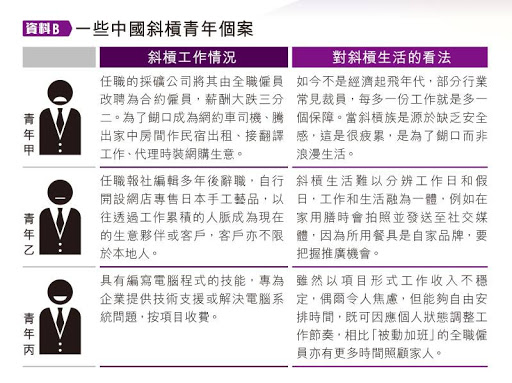 資料B 一些中國斜槓青年個案
斜槓工作情況
對斜槓生活的看法
青年甲
任職的採礦公司將其由全職僱員
改聘為合約僱員，薪酬大跌三分
二。為了餬口成為網約車司機、騰
出家中房間作民宿出租、接翻譯
工作、代理時裝網購生意。
如今不是經濟起飛年代，部分行業
常見裁員，每多一份工作就是多一
個保障。當斜槓族是源於缺乏安全
感，這是很疲累，是為了餬口而非
浪漫生活。
青年乙
任職報社編輯多年後辭職，自行
開設網店專售日本手工藝品，以
往透過工作累積的人脈成為現在
的生意夥伴或客戶，客戶亦不限
於本地人。
斜槓生活難以分辨工作日和假
日，工作和生活融為一體，例如在
家用膳時會拍照並發送至社交媒
體，因為所用餐具是自家品牌，要
把握推廣機會。
青年丙
具有編寫電腦程式的技能，專為
企業提供技術支援或解決電腦系
統問題，按項目收費。
雖然以項目形式工作收入不穩
定，偶爾令人焦慮，但能夠自由安
排時間，既可因應個人狀態調整工
作節奏，相比「被動加班」的全職僱
員亦有更多時間照顧家人。